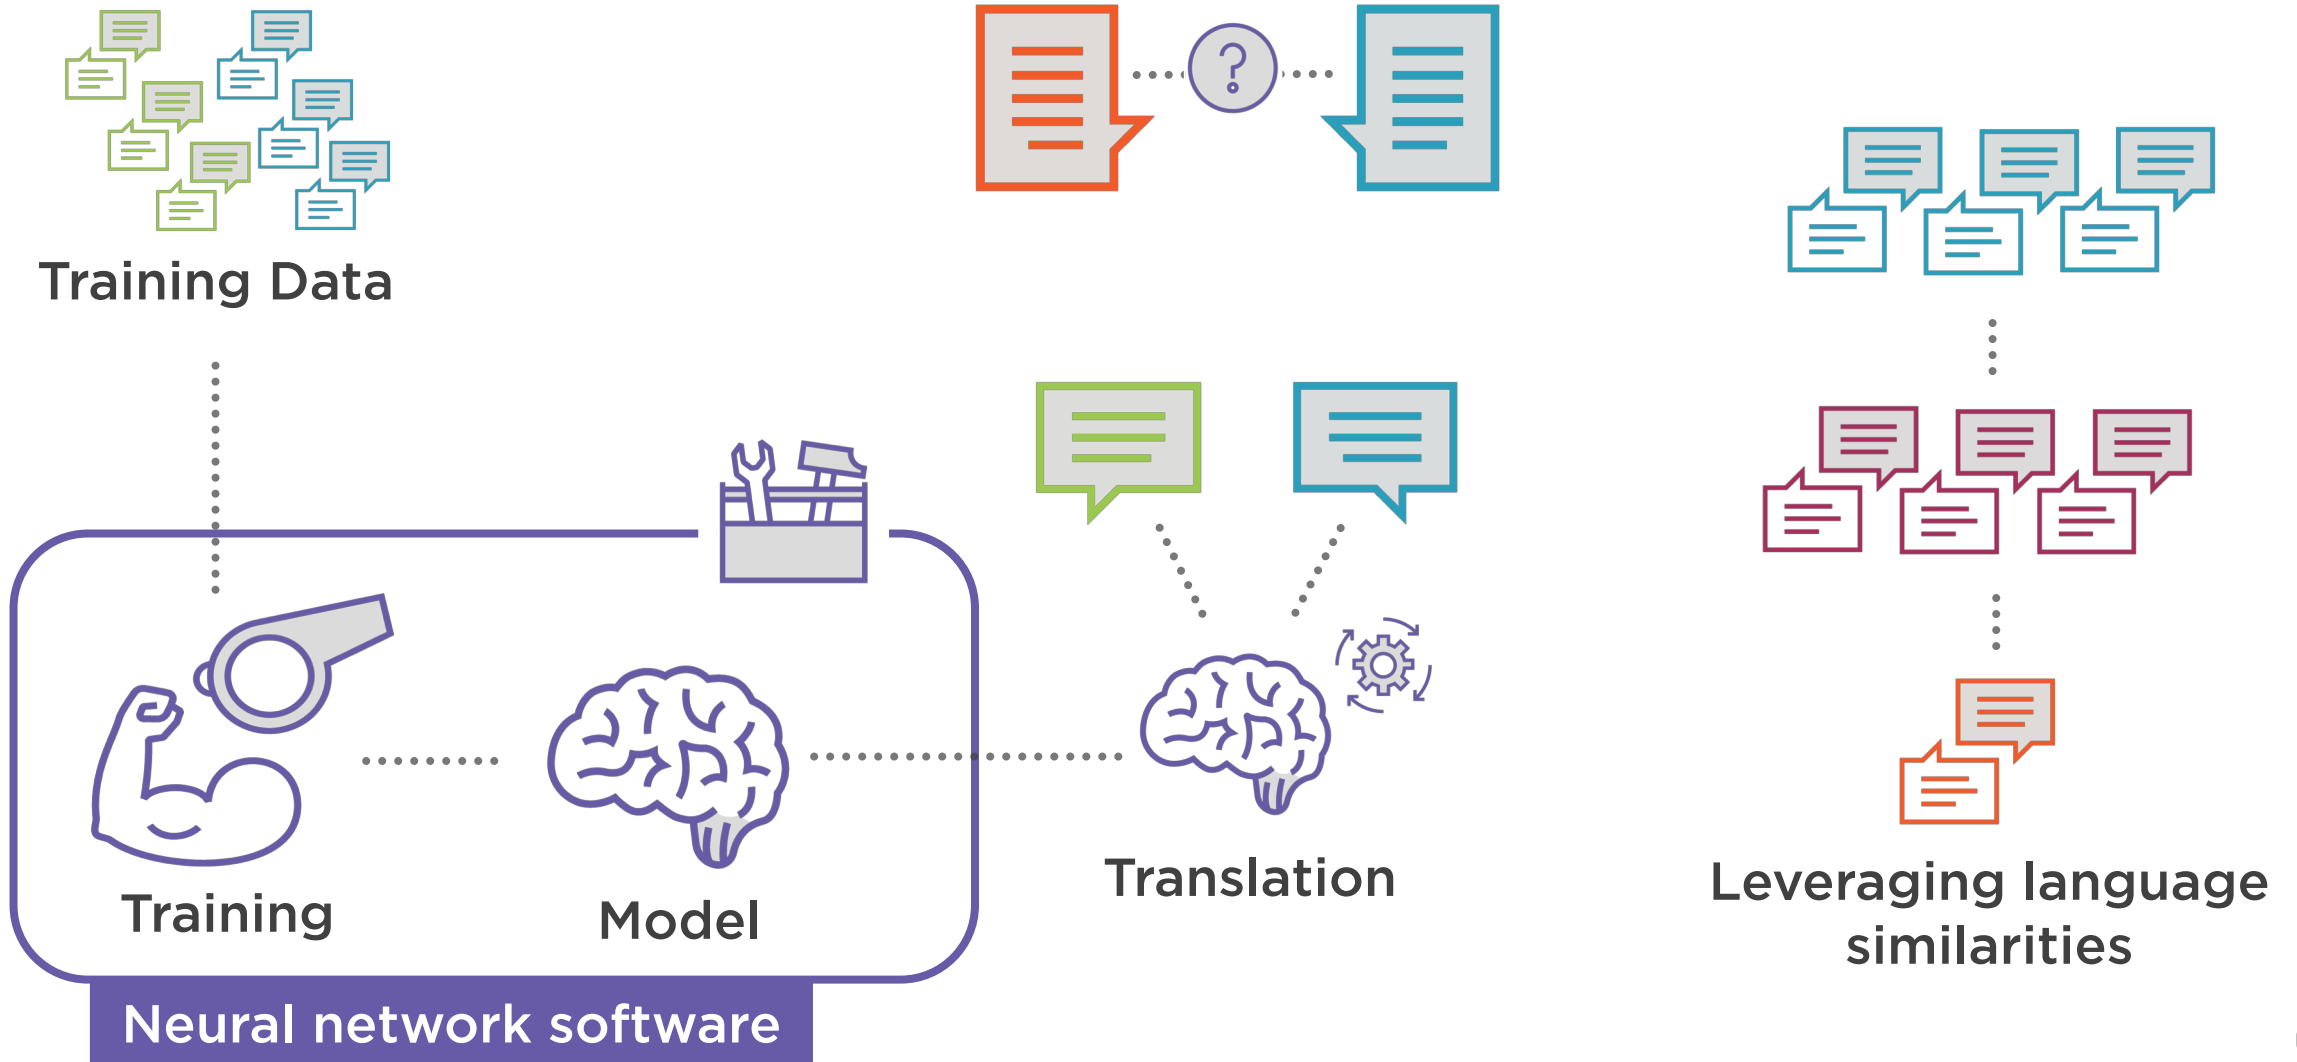 Training Data
Training
Model
Neural network software
Translation
Leveraging language
similarities